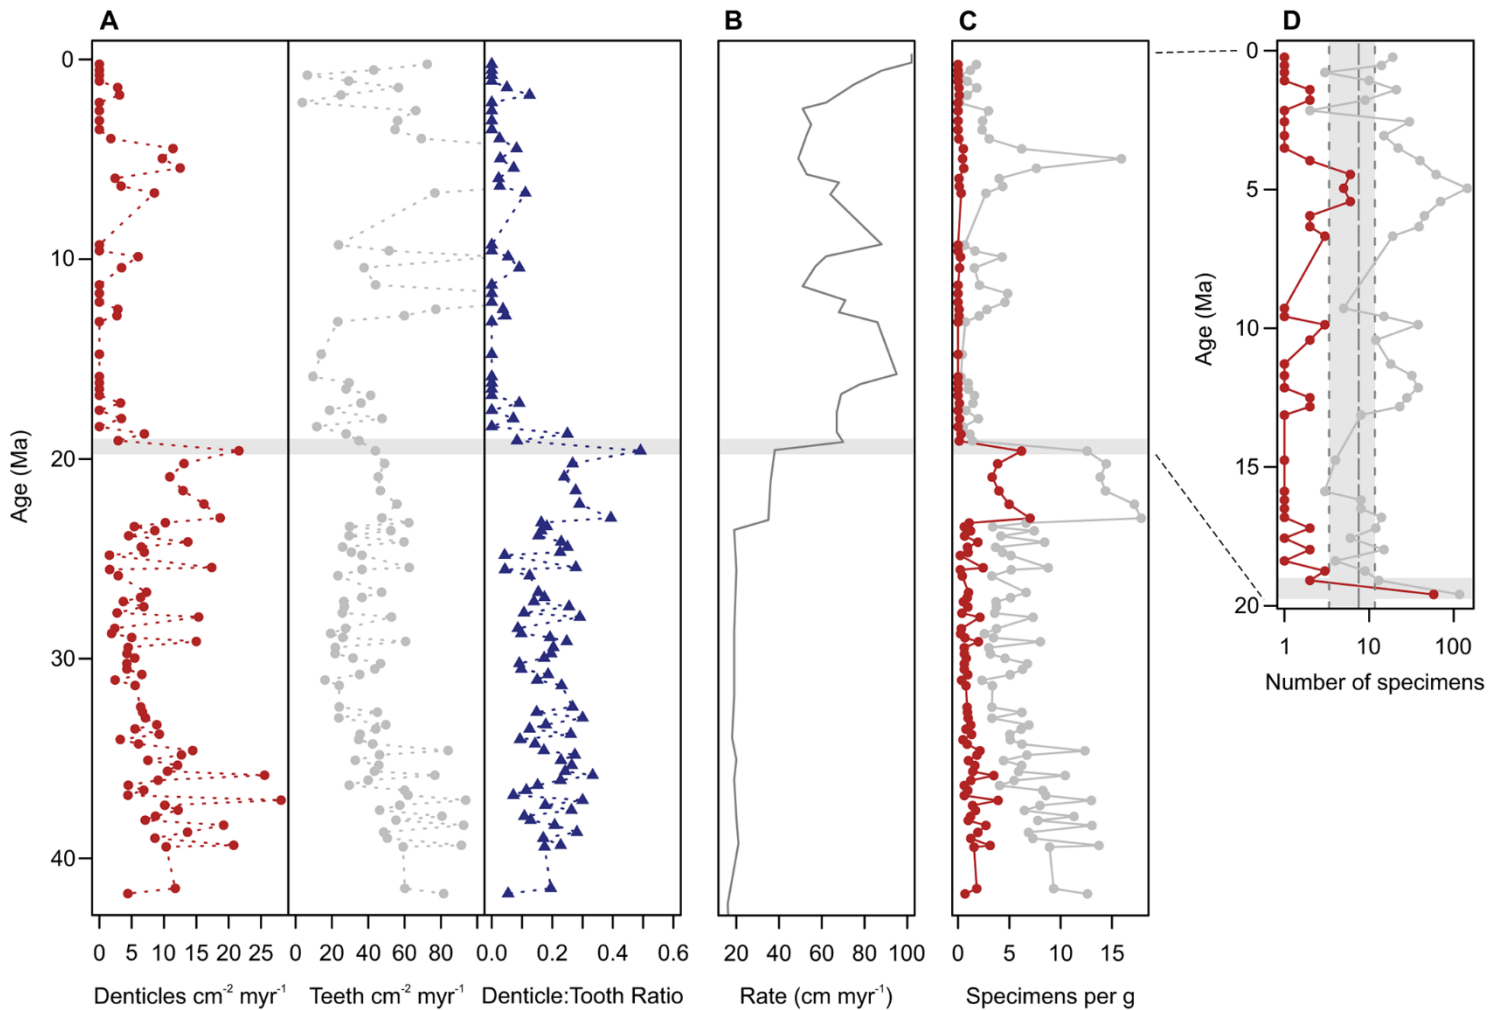 A B C D
0
10
20
30
40
Age (Ma)
0 5 10 15 20 25
0 20 40 60 80
0.0 0.2 0.4 0.6
20 40 60 80 100
0 5 10 15
Denticles cm-2 myr-1
Teeth cm-2 myr-1
Denticle:Tooth Ratio
Rate (cm myr-1)
Specimens per g
0
5
10
15
20
Age (Ma)
1 10 100
Number of specimens